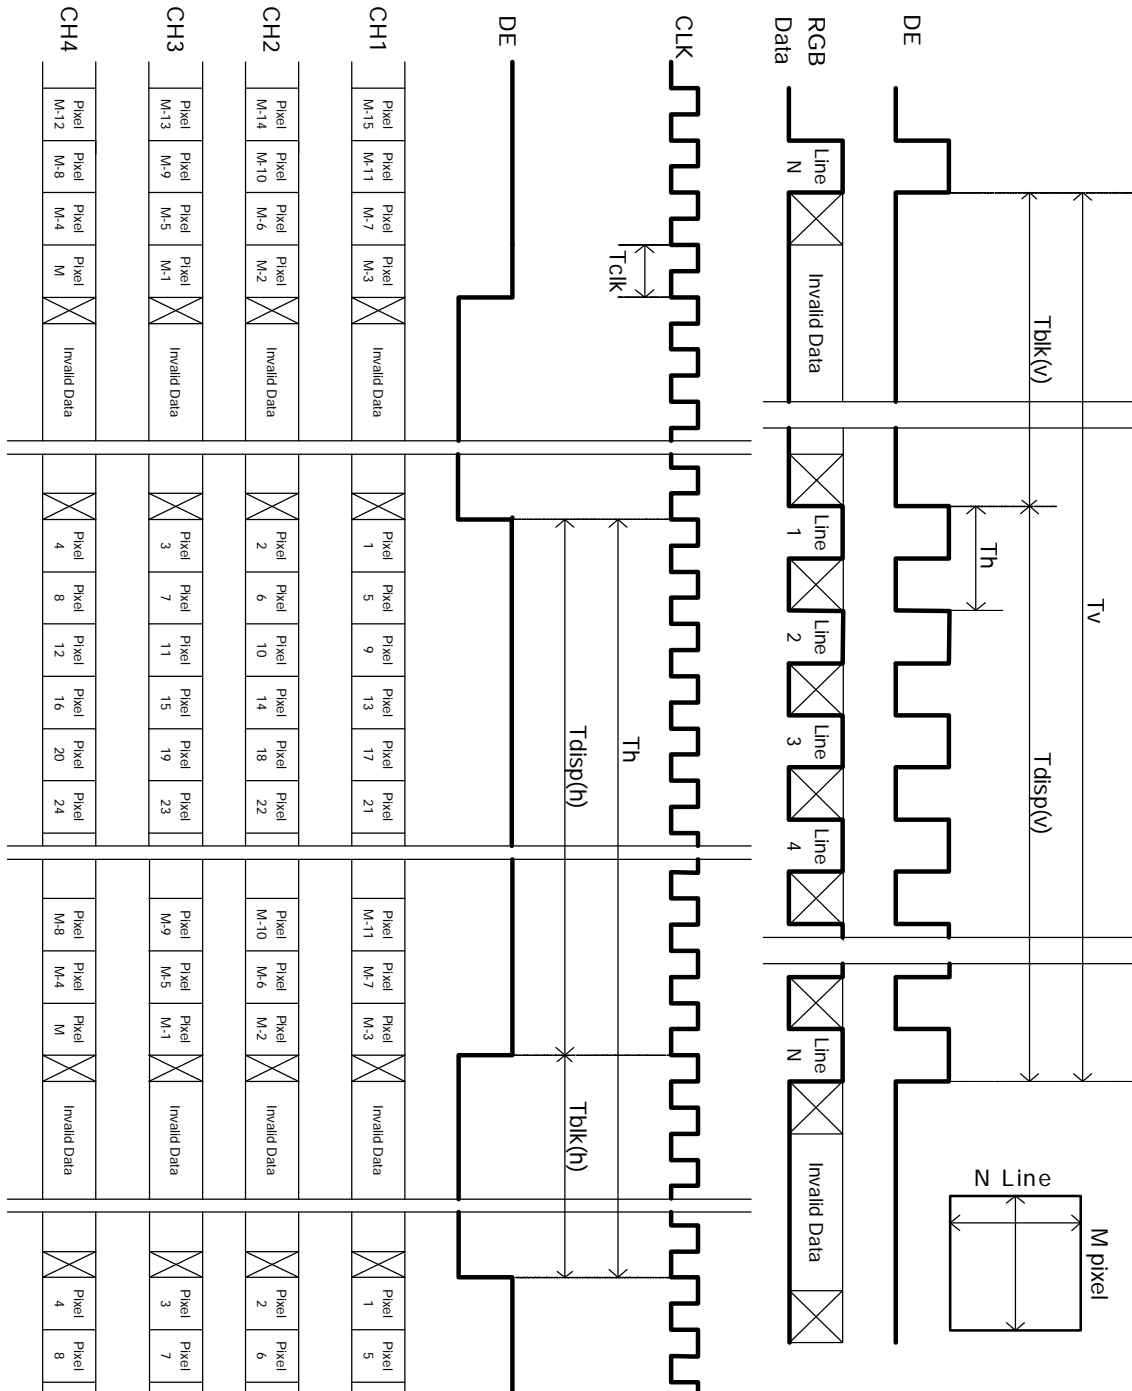 Tv
M pixel
Tblk(v) Tdisp(v)
N Line
Th
DE
RGB
Data
Line
N
Invalid Data
Line
1
Line
2
Line
3
Line
4
Line
N
Invalid Data
CLK
Tclk
Th
Tdisp(h) Tblk(h)
DE
CH1
Pixel Pixel Pixel Pixel
M-15 M-11 M-7 M-3
Invalid Data
Pixel Pixel Pixel Pixel Pixel Pixel
1 5 9 13 17 21
Pixel Pixel Pixel
M-11 M-7 M-3
Invalid Data
Pixel Pixel
1 5
CH2
Pixel Pixel Pixel Pixel
M-14 M-10 M-6 M-2
Invalid Data
Pixel Pixel Pixel Pixel Pixel Pixel
2 6 10 14 18 22
Pixel Pixel Pixel
M-10 M-6 M-2
Invalid Data
Pixel Pixel
2 6
CH3
Pixel Pixel Pixel Pixel
M-13 M-9 M-5 M-1
Invalid Data
Pixel Pixel Pixel Pixel Pixel Pixel
3 7 11 15 19 23
Pixel Pixel Pixel
M-9 M-5 M-1
Invalid Data
Pixel Pixel
3 7
CH4
Pixel Pixel Pixel Pixel
M-12 M-8 M-4 M
Invalid Data
Pixel Pixel Pixel Pixel Pixel Pixel
4 8 12 16 20 24
Pixel Pixel Pixel
M-8 M-4 M
Invalid Data
Pixel Pixel
4 8